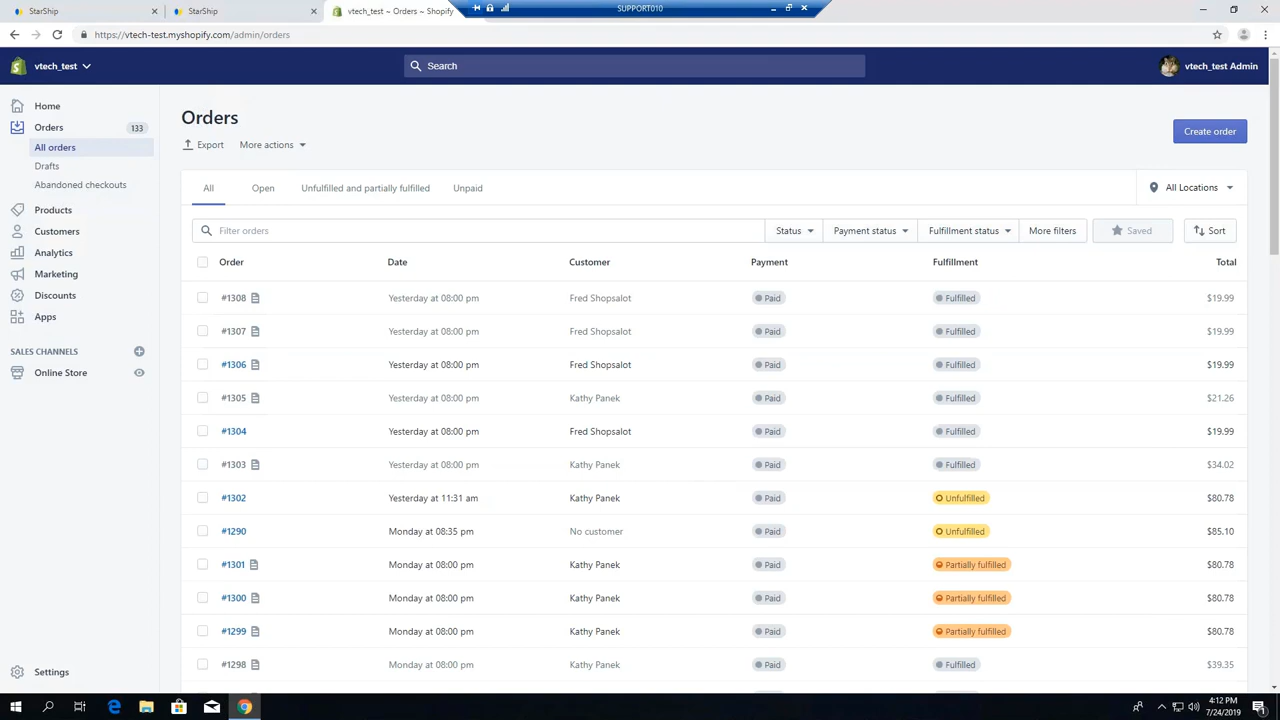 StarShip
StarShip
vtech_test ~ Orders ~ Shopify
SUPPORT010
https://vtech-test.myshopify.com/admin/orders
vtech_test
Search
vtech_test Admin
Home
Orders 133
All orders
Drafts
Abandoned checkouts
Products
Customers
Analytics
Marketing
Discounts
Apps
SALES CHANNELS
Online Store
Settings
Orders
Export More actions
Create order
All Open Unfulfilled and partially fulfilled Unpaid All Locations
Filter orders Status Payment status Fulfillment status More filters Saved Sort
Order Date Customer Payment Fulfillment Total
#1308 Yesterday at 08:00 pm Fred Shopsalot Paid Fulfilled $19.99
#1307 Yesterday at 08:00 pm Fred Shopsalot Paid Fulfilled $19.99
#1306 Yesterday at 08:00 pm Fred Shopsalot Paid Fulfilled $19.99
#1305 Yesterday at 08:00 pm Kathy Panek Paid Fulfilled $21.26
#1304 Yesterday at 08:00 pm Fred Shopsalot Paid Fulfilled $19.99
#1303 Yesterday at 08:00 pm Kathy Panek Paid Fulfilled $34.02
#1302 Yesterday at 11:31 am Kathy Panek Paid Unfulfilled $80.78
#1290 Monday at 08:35 pm No customer Paid Unfulfilled $85.10
#1301 Monday at 08:00 pm Kathy Panek Paid Partially fulfilled $80.78
#1300 Monday at 08:00 pm Kathy Panek Paid Partially fulfilled $80.78
#1299 Monday at 08:00 pm Kathy Panek Paid Partially fulfilled $80.78
#1298 Monday at 08:00 pm Kathy Panek Paid Fulfilled $39.35
4:12 PM
7/24/2019